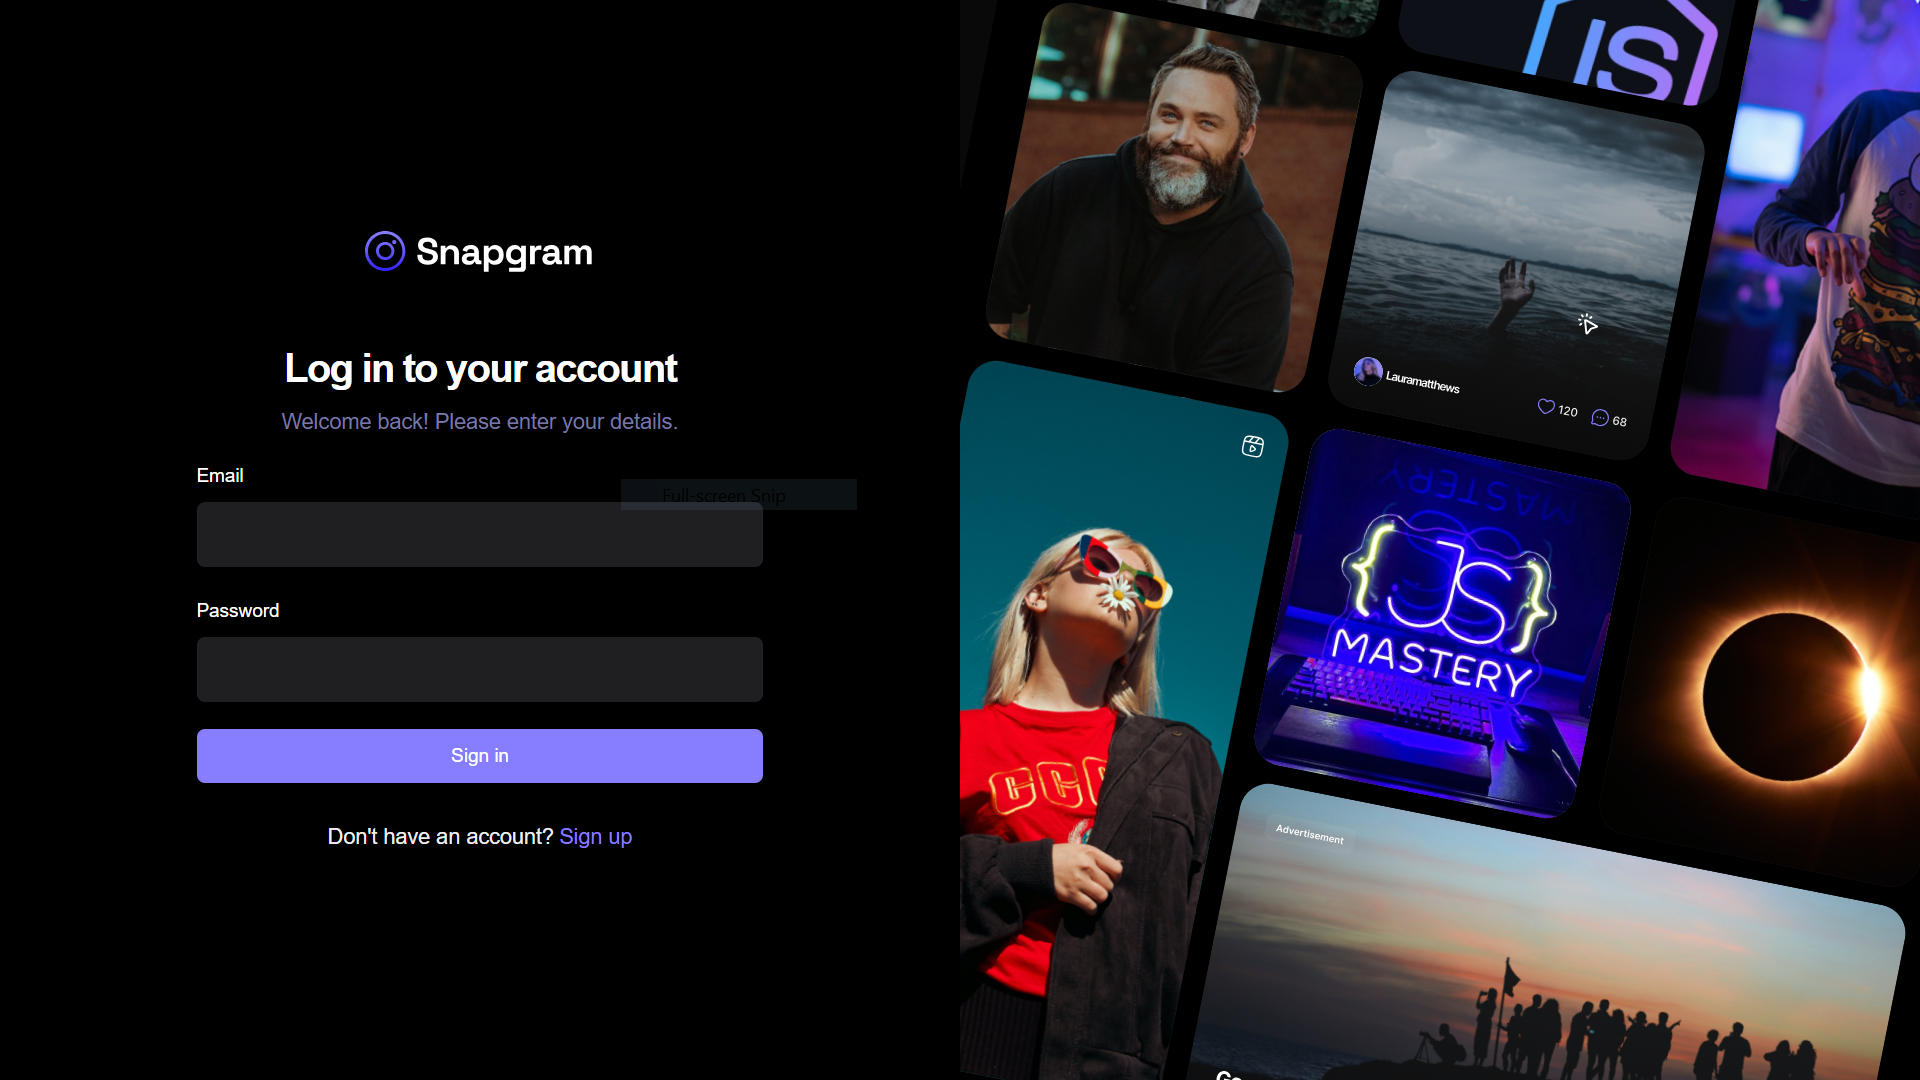 Snapgram
Log in to your account
Welcome back! Please enter your details.
Email
Full-screen Snip
Password
Sign in
Don't have an account? Sign up
JS
Lauramatthews
120
68
CCC
MASTERY
{JS}
MASTERY
Advertisement
Go